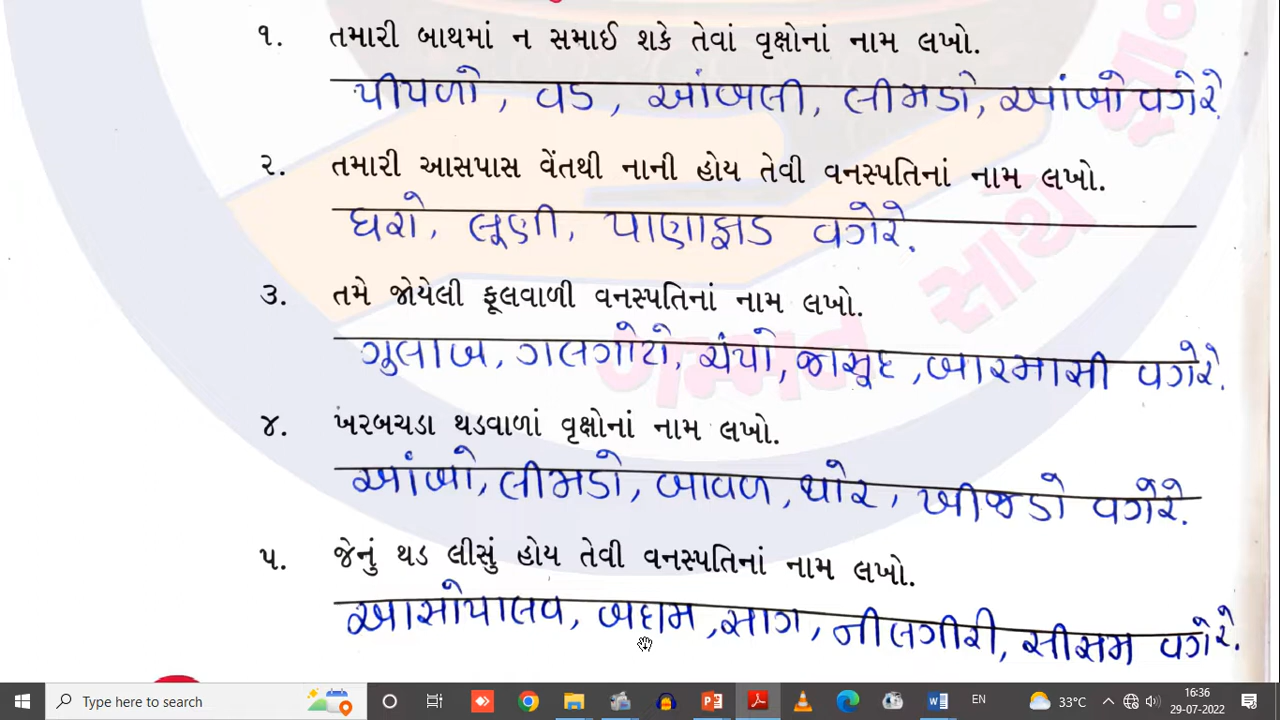 ૧. તમારી બાથમાં ન સમાઈ શકે તેવાં વૃક્ષોનાં નામ લખો.
પીપળો, વડ, આંબલી, લીમડો, આંબો વગેરે.
૨. તમારી આસપાસ વેંતથી નાની હોય તેવી વનસ્પતિનાં નામ લખો.
ધરો, લૂણી, પાણાફાડ વગેરે.
૩. તમે જોયેલી ફૂલવાળી વનસ્પતિનાં નામ લખો.
ગુલાબ, ગલગોટો, ચંપો, જાસૂદ, બારમાસી વગેરે.
૪. ખરબચડા થડવાળાં વૃક્ષોનાં નામ લખો.
આંબો, લીમડો, બાવળ, થોર, ખીજડો વગેરે.
૫. જેનું થડ લીસું હોય તેવી વનસ્પતિનાં નામ લખો.
આસોપાલવ, બદામ, સાગ, નીલગીરી, સીસમ વગેરે.
ગમ્મત સાથે જ્ઞાન
Type here to search
EN
33°C
16:36
29-07-2022